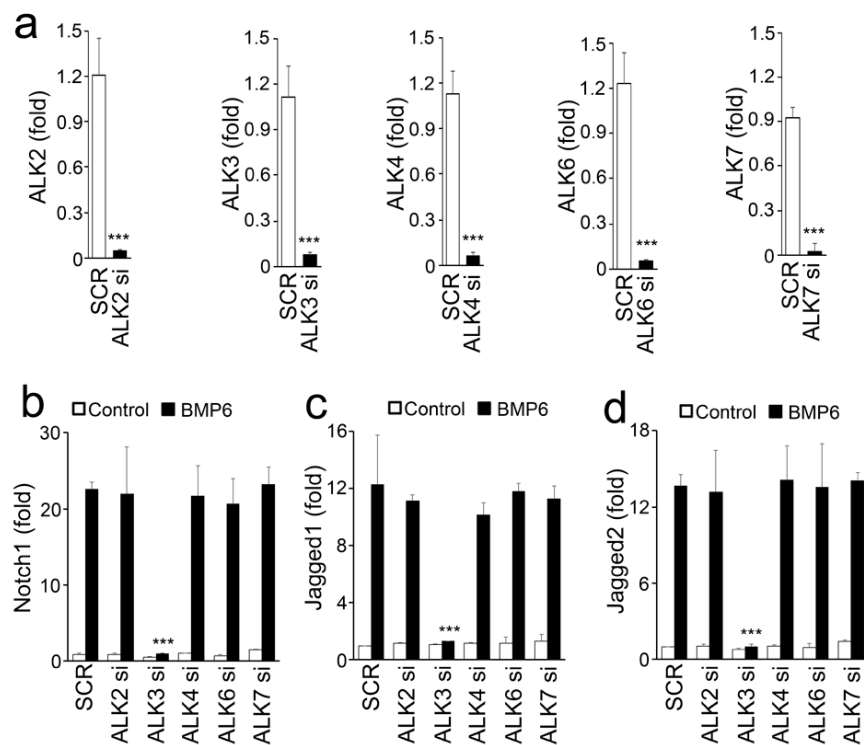 a
ALK2 (fold)
1.5
1.2
0.9
0.6
0.3
0
***
SCR
ALK2 si
ALK3 (fold)
1.5
1.2
0.9
0.6
0.3
0
***
SCR
ALK3 si
ALK4 (fold)
1.5
1.2
0.9
0.6
0.3
0
***
SCR
ALK4 si
ALK6 (fold)
1.5
1.2
0.9
0.6
0.3
0
***
SCR
ALK6 si
ALK7 (fold)
1.5
1.2
0.9
0.6
0.3
0
***
SCR
ALK7 si
b
Control BMP6
Notch1 (fold)
30
20
10
0
***
SCR
ALK2 si
ALK3 si
ALK4 si
ALK6 si
ALK7 si
c
Control BMP6
Jagged1 (fold)
16
12
8
4
0
***
SCR
ALK2 si
ALK3 si
ALK4 si
ALK6 si
ALK7 si
d
Control BMP6
Jagged2 (fold)
18
12
6
0
***
SCR
ALK2 si
ALK3 si
ALK4 si
ALK6 si
ALK7 si